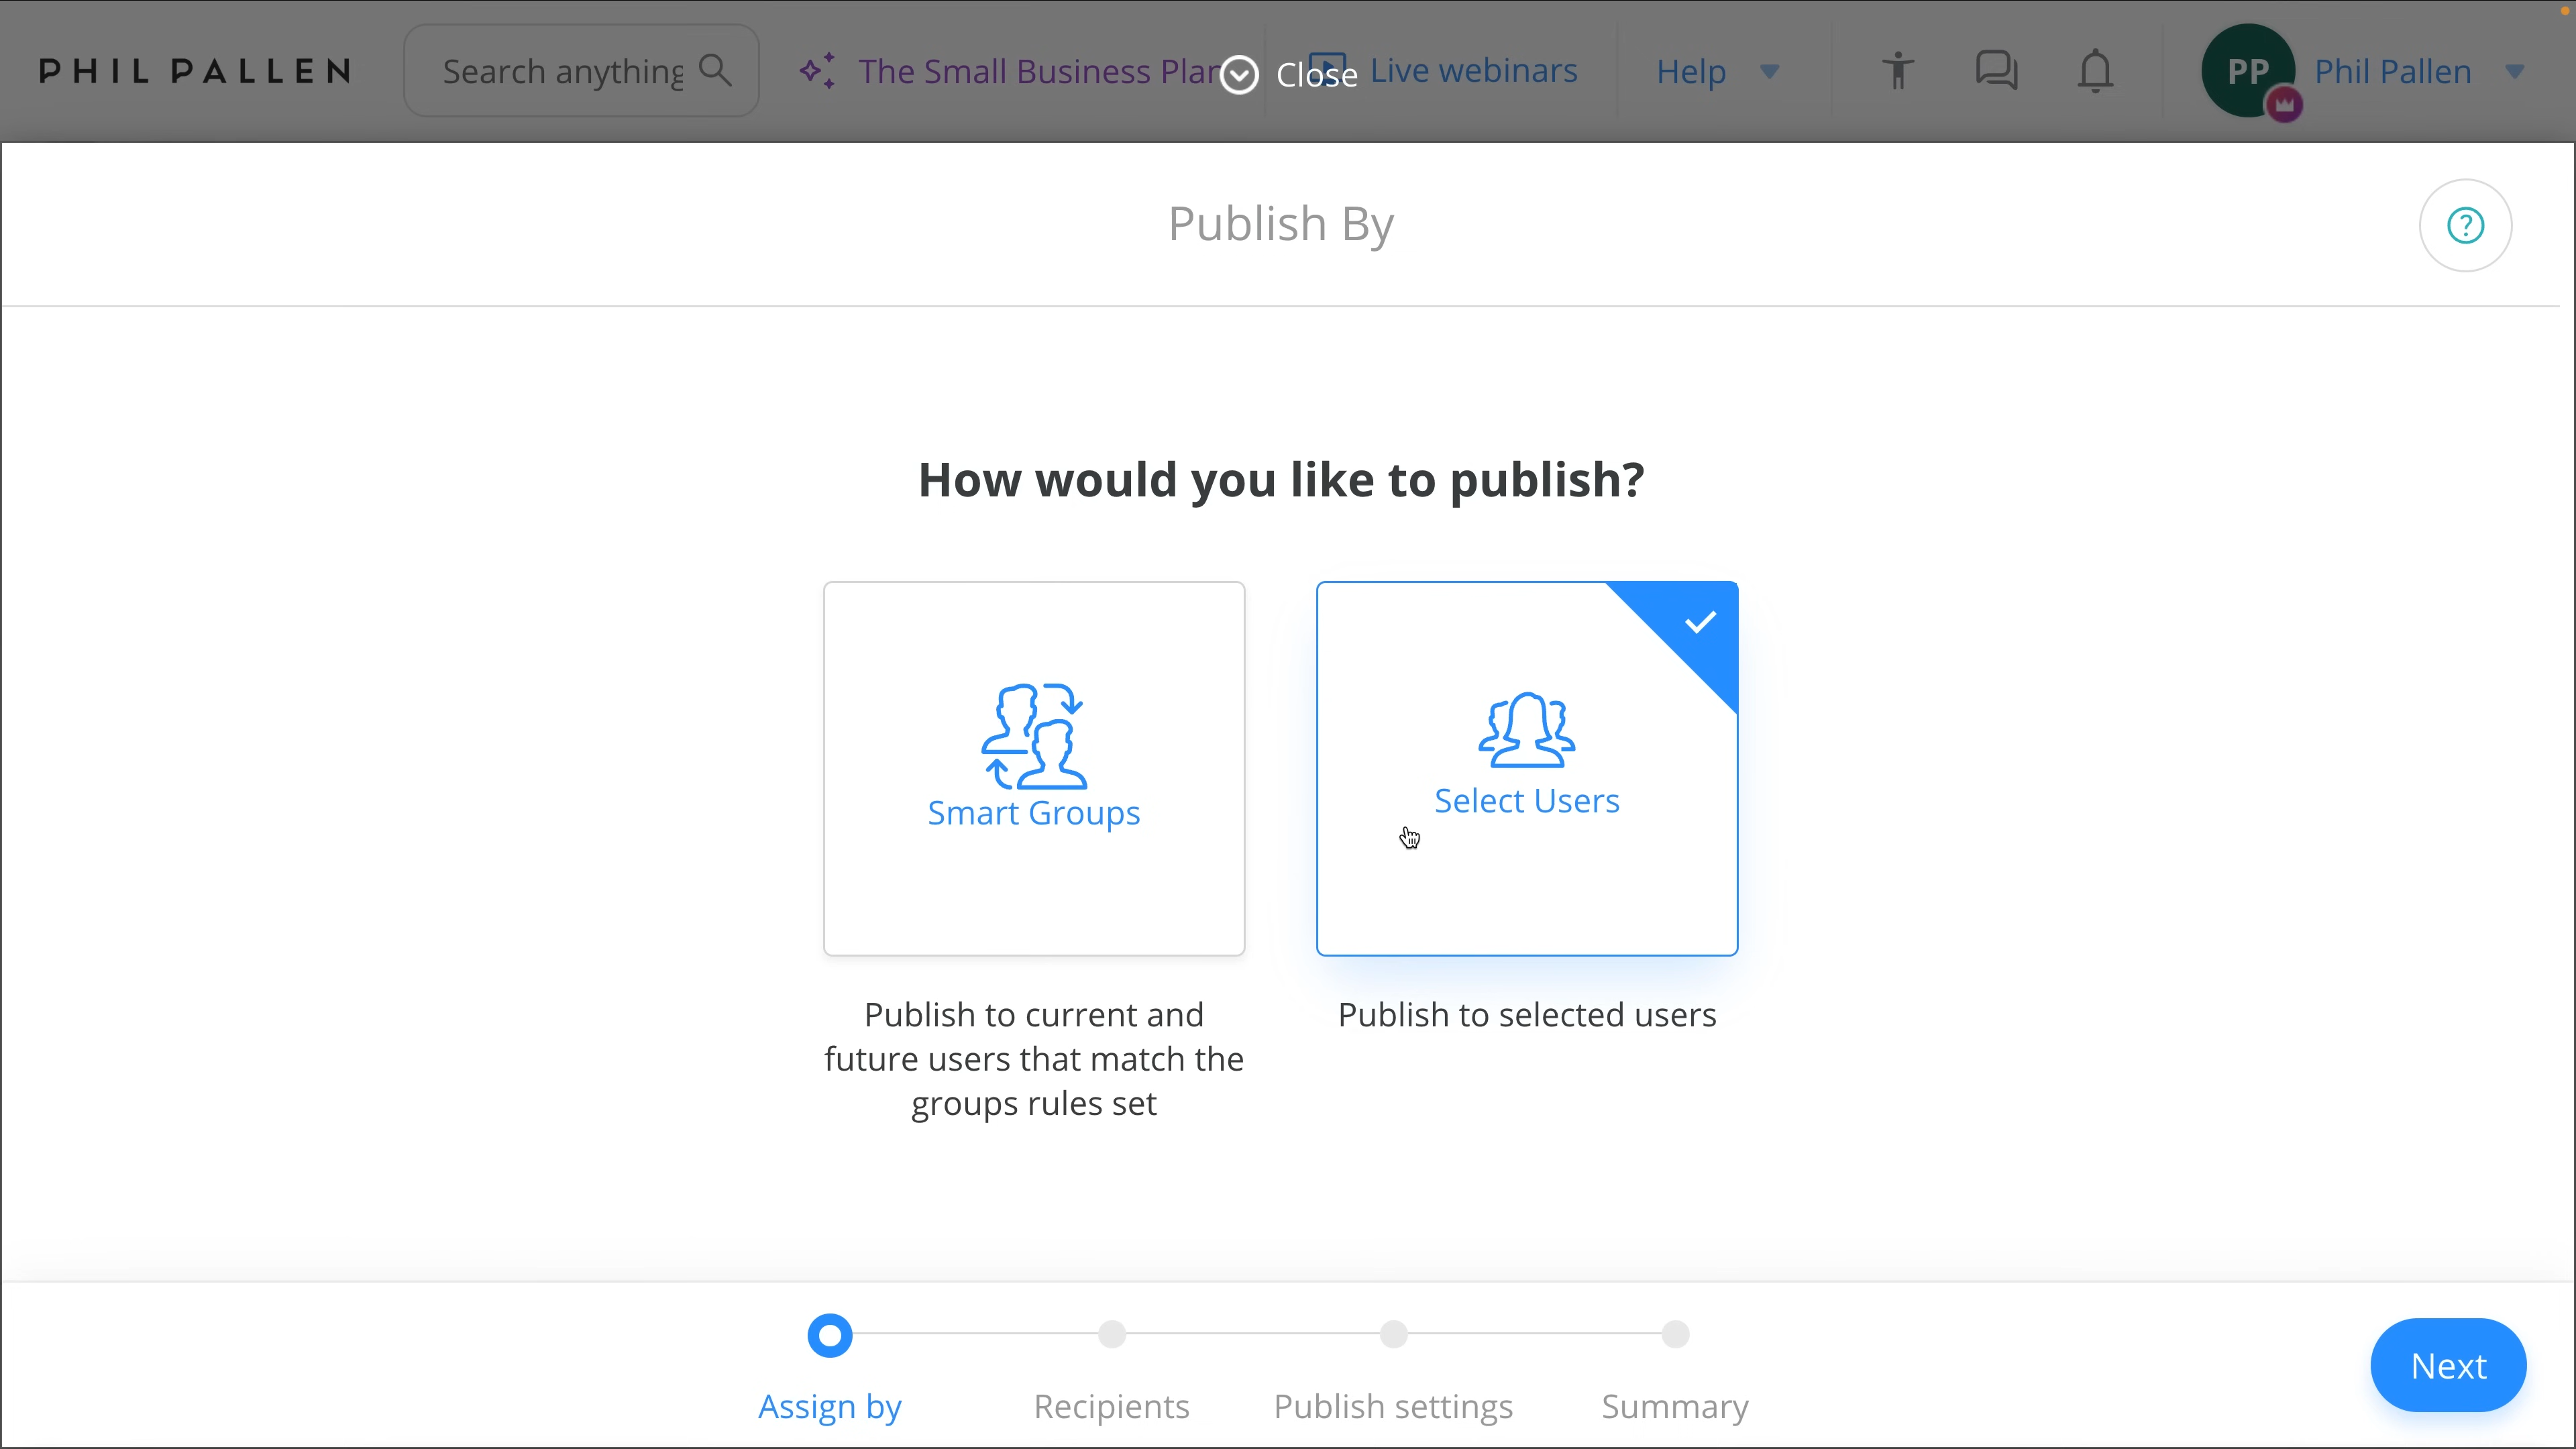 PHIL PALLEN
Search anything
The Small Business Plan
Close
Live webinars
Help
PP
Phil Pallen
Publish By
?
How would you like to publish?
Smart Groups
Select Users
Publish to current and
future users that match the
groups rules set
Publish to selected users
Assign by
Recipients
Publish settings
Summary
Next